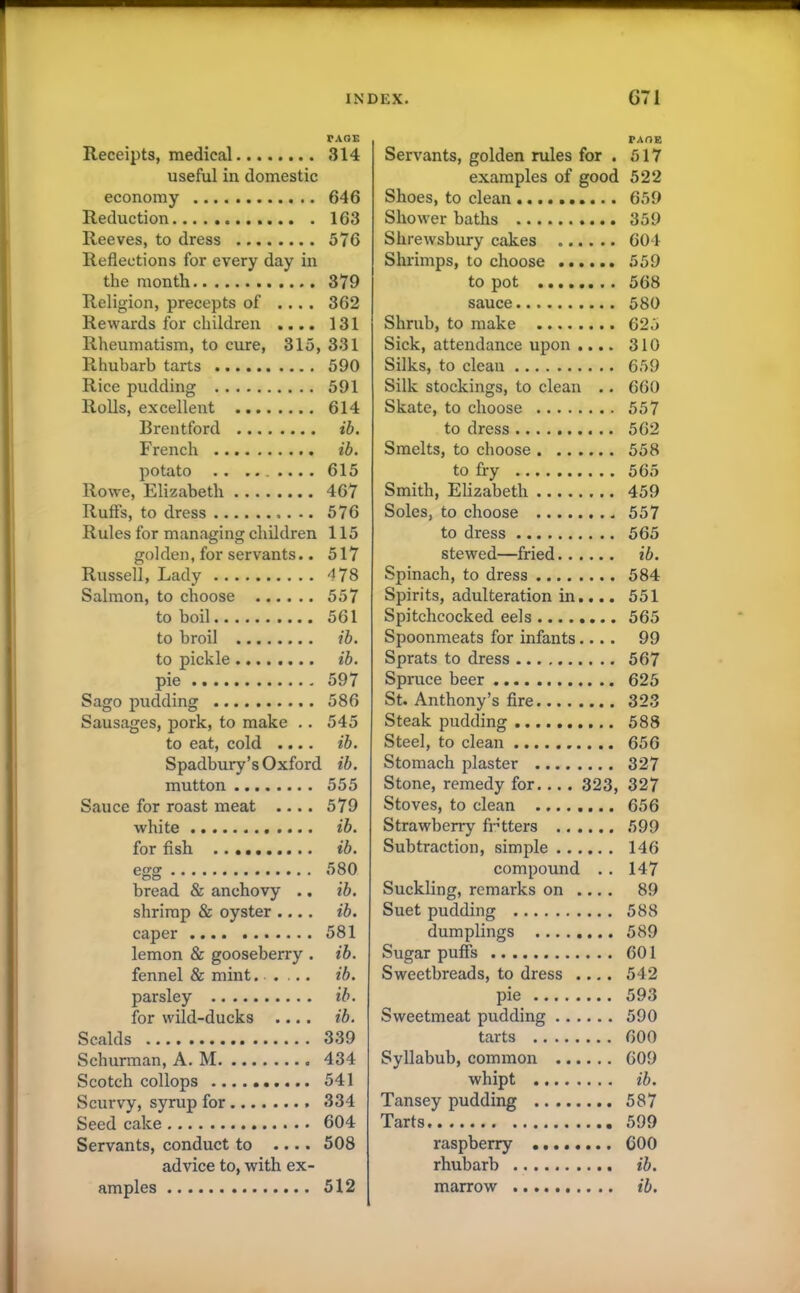 INDEX. 671
PAGE
Receipts, medical........ 314
useful in domestic
economy ............ 646
Reduction............. . 163
Reeves, to dress ........ 576
Reflections for every day in
the month............ 379
Religion, precepts of .... 362
Rewards for children .... 131
Rheumatism, to cure, 315, 331
Rhubarb tarts .......... 590
Rice pudding .......... 591
Rolls, excellent ........ 614
Brentford ........ ib.
French .......... ib.
potato .. .. .... 615
Rowe, Elizabeth ........ 467
Ruffs, to dress .......... 576
Rules for managing children 115
golden, for servants.. 517
Russell, Lady .......... 478
Salmon, to choose ...... 557
to boil........... 561
to broil ........ ib.
to pickle ........ ib.
pie ............ 597
Sago pudding .......... 586
Sausages, pork, to make .. 545
to eat, cold .... ib.
Spadbury's Oxford ib.
mutton ........ 555
Sauce for roast meat .... 579
white ............ ib.
for fish .......... ib.
egg .............. 580
bread & anchovy .. ib.
shrimp & oyster .... ib.
caper .... ........ 581
lemon & gooseberry . ib.
fennel & mint. . ... ib.
parsley .......... ib.
for wild-ducks .... ib.
Scalds ................ 339
Schurman, A. M. ........ 434
Scotch collops .......... 541
Scurvy, syrup for ........ 334
Seed cake .............. 604
Servants, conduct to .... 508
advice to, with ex-
amples .............. 512
PAGE
Servants, golden rules for . 517
examples of good 522
Shoes, to clean .......... 659
Shower baths .......... 359
Shrewsbury cakes ...... 604
Shrimps, to choose ...... 559
to pot ........ 568
sauce.......... 580
Shrub, to make ........ 625
Sick, attendance upon .... 310
Silks, to clean .......... 659
Silk stockings, to clean .. 660
Skate, to choose ........ 557
to dress .......... 562
Smelts, to choose . ...... 558
to fry .......... 565
Smith, Elizabeth ........ 459
Soles, to choose ........ 557
to dress .......... 565
stewed—fried...... ib.
Spinach, to dress ........ 584
Spirits, adulteration in.... 551
Spitchcocked eels ........ 565
Spoonmeats for infants .... 99
Sprats to dress .......... 567
Spruce beer ............ 625
St. Anthony's fire........ 323
Steak pudding .......... 588
Steel, to clean .......... 656
Stomach plaster ........ 327
Stone, remedy for.... 323, 327
Stoves, to clean ........ 656
Strawberry fritters ...... 599
Subtraction, simple ...... 146
compound .. 147
Suckling, remarks on .... 89
Suet pudding .......... 588
dumplings ........ 589
Sugar puffs ............ 601
Sweetbreads, to dress .... 542
pie ........ 593
Sweetmeat pudding ...... 590
tarts ........ 600
Syllabub, common ...... 609
whipt ........ ib.
Tansey pudding ........ 587
Tarts.................. 599
raspberry ........ 600
rhubarb .......... ib.
marrow .......... ib.